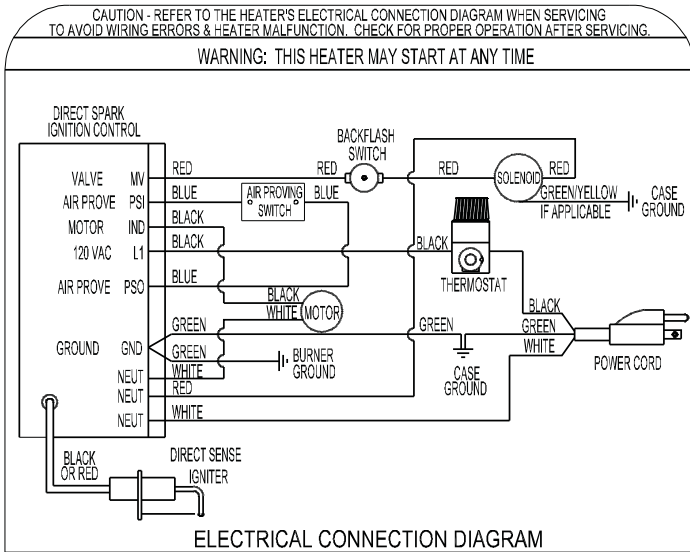 CAUTION - REFER TO THE HEATER'S ELECTRICAL CONNECTION DIAGRAM WHEN SERVICING
TO AVOID WIRING ERRORS & HEATER MALFUNCTION. CHECK FOR PROPER OPERATION AFTER SERVICING.
WARNING: THIS HEATER MAY START AT ANY TIME
DIRECT SPARK
IGNITION CONTROL
BACKFLASH
SWITCH
VALVE MV RED RED RED SOLENOID RED
AIR PROVE PSI BLUE AIR PROVING BLUE
SWITCH
GREEN/YELLOW
IF APPLICABLE
CASE
GROUND
MOTOR IND BLACK
120 VAC L1 BLACK BLACK
THERMOSTAT
AIR PROVE PSO BLUE
BLACK
WHITE MOTOR
BLACK
GREEN GREEN GREEN
WHITE
POWER CORD
GROUND GND
GREEN BURNER
GROUND
CASE
GROUND
NEUT WHITE
NEUT RED
NEUT WHITE
BLACK
OR RED
DIRECT SENSE
IGNITER
ELECTRICAL CONNECTION DIAGRAM